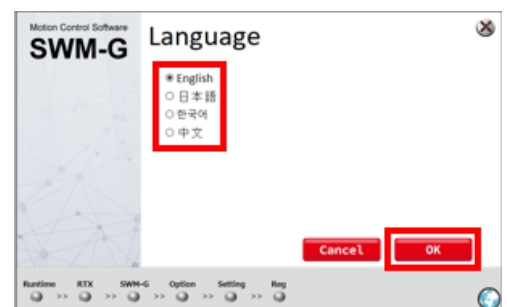 Motion Control Software
SWM-G
Language
English
日本語
한국어
中文
Cancel
OK
Runtime >> RTX >> SWM-G >> Option >> Setting >> Reg